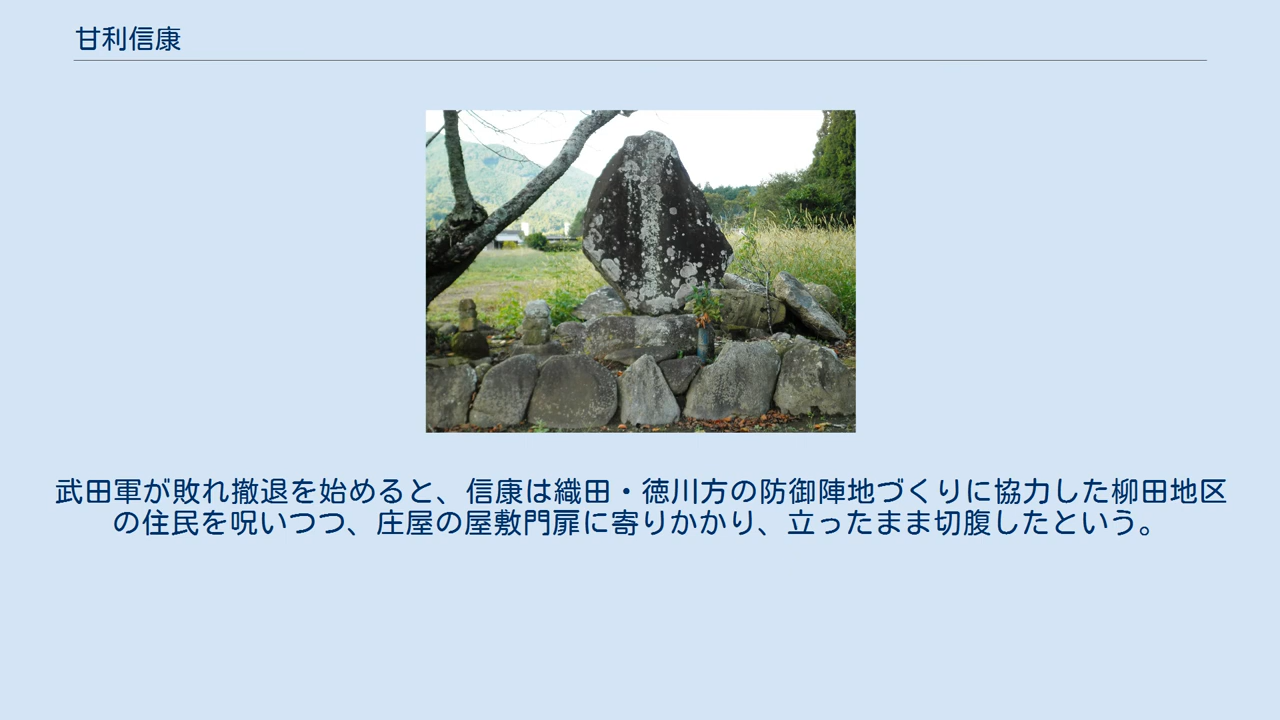 甘利信康
武田軍が敗れ撤退を始めると、信康は織田・徳川方の防御陣地づくりに協力した柳田地区
の住民を呪いつつ、庄屋の屋敷門扉に寄りかかり、立ったまま切腹したという。